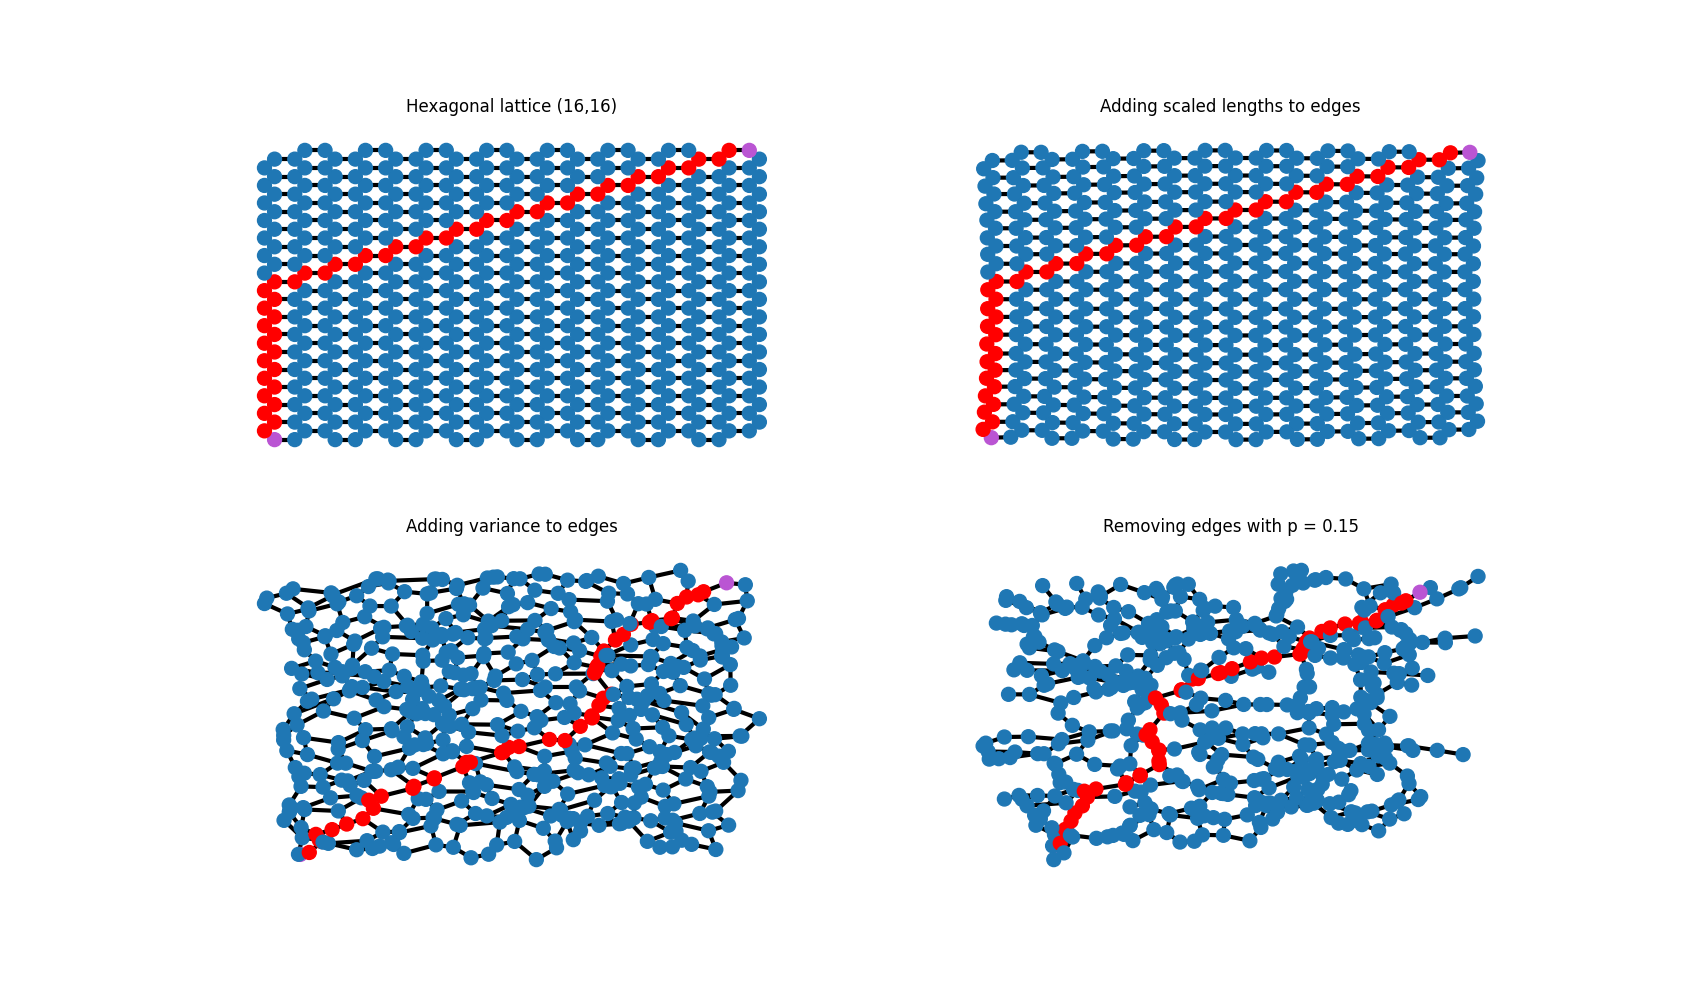 Hexagonal lattice (16,16)
Adding scaled lengths to edges
Adding variance to edges
Removing edges with p = 0.15